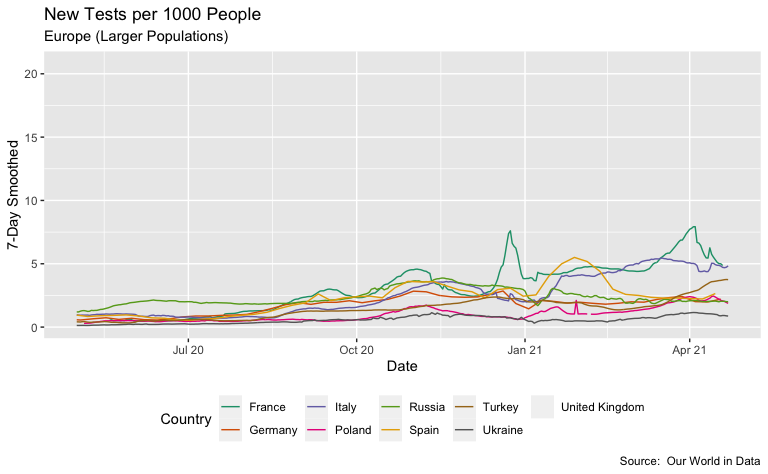 New Tests per 1000 People
Europe (Larger Populations)
20
15
10
5
0
7-Day Smoothed
Jul 20
Oct 20
Jan 21
Apr 21
Date
Country
France
Italy
Russia
Turkey
United Kingdom
Germany
Poland
Spain
Ukraine
Source: Our World in Data